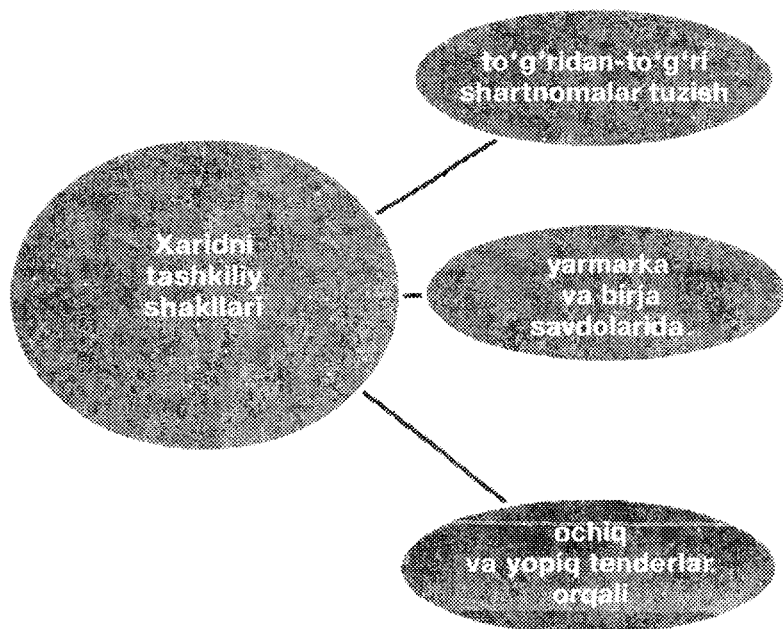 to‘g‘ridan-to‘g‘ri
shartnomalar tuzish
Xaridni
tashkiliy
shakllari
yarmarka
va birja
savdolarida
ochiq
va yopiq tenderlar
orqali